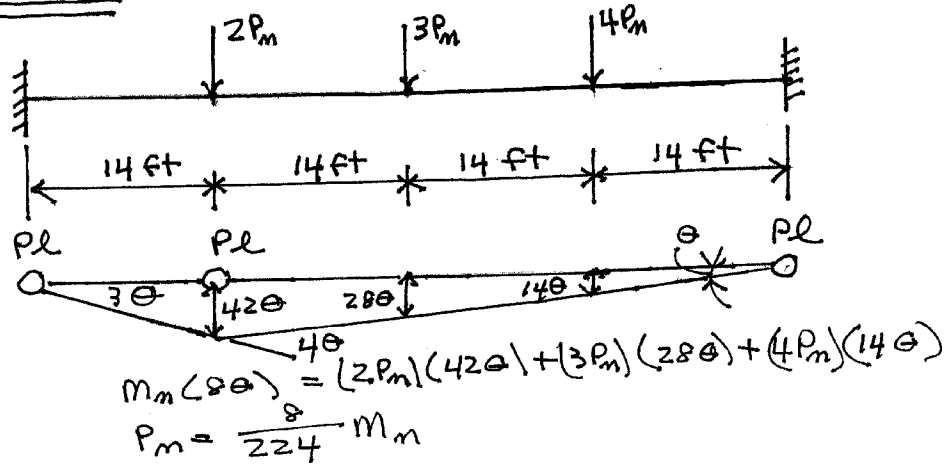 2Pn 3Pn 4Pn
14 ft 14 ft 14 ft 14 ft
Pl Pl θ Pl
3θ 42θ 28θ 14θ
4θ
Mn(8θ) = (2Pn)(42θ) + (3Pn)(28θ) + (4Pn)(14θ)
Pn = 8/224 Mn